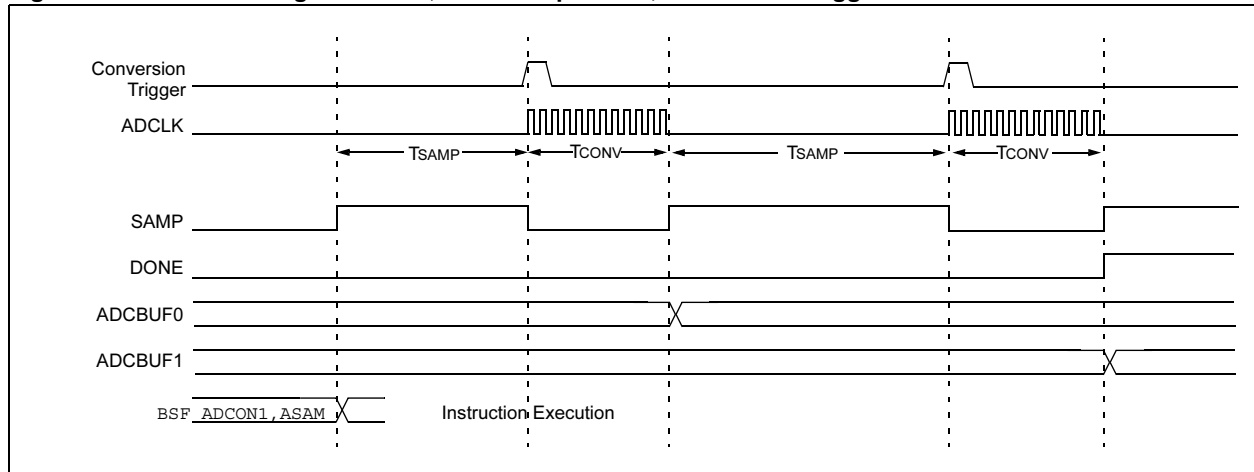 Conversion
Trigger
ADCLK
TSAMP TCONV TSAMP TCONV
SAMP
DONE
ADCBUF0
ADCBUF1
BSF ADCON1,ASAM Instruction Execution